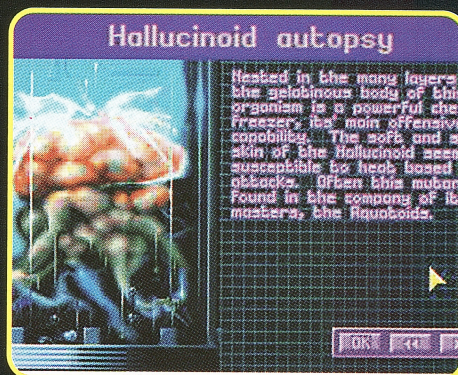 Hallucinoid autopsy
Nested in the many layers
the gelatinous body of this
organism is a powerful che
freezer, its' main offensive
capability. The soft and s
skin of the Hallucinoid seem
susceptible to heat based
attacks. Often this mutan
found in the company of it
masters, the Aquatoids.
OK